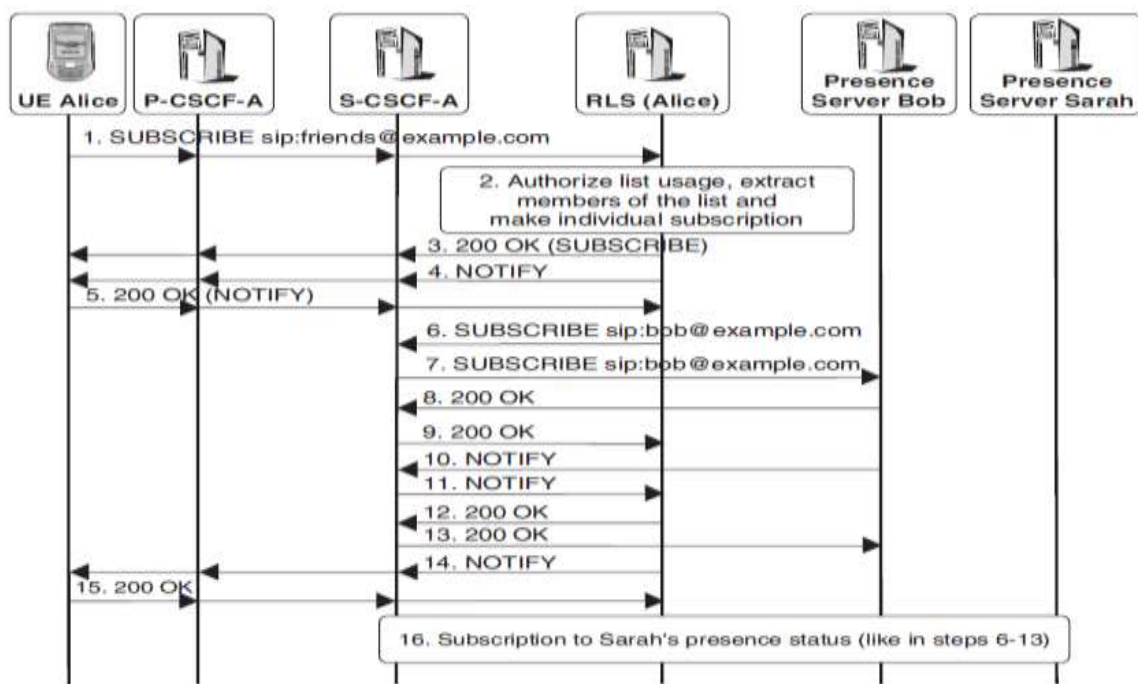 UE Alice
P-CSCF-A
S-CSCF-A
RLS (Alice)
Presence
Server Bob
Presence
Server Sarah
1. SUBSCRIBE sip:friends@example.com
2. Authorize list usage, extract
members of the list and
make individual subscription
3. 200 OK (SUBSCRIBE)
4. NOTIFY
5. 200 OK (NOTIFY)
6. SUBSCRIBE sip:bob@example.com
7. SUBSCRIBE sip:bob@example.com
8. 200 OK
9. 200 OK
10. NOTIFY
11. NOTIFY
12. 200 OK
13. 200 OK
14. NOTIFY
15. 200 OK
16. Subscription to Sarah's presence status (like in steps 6-13)